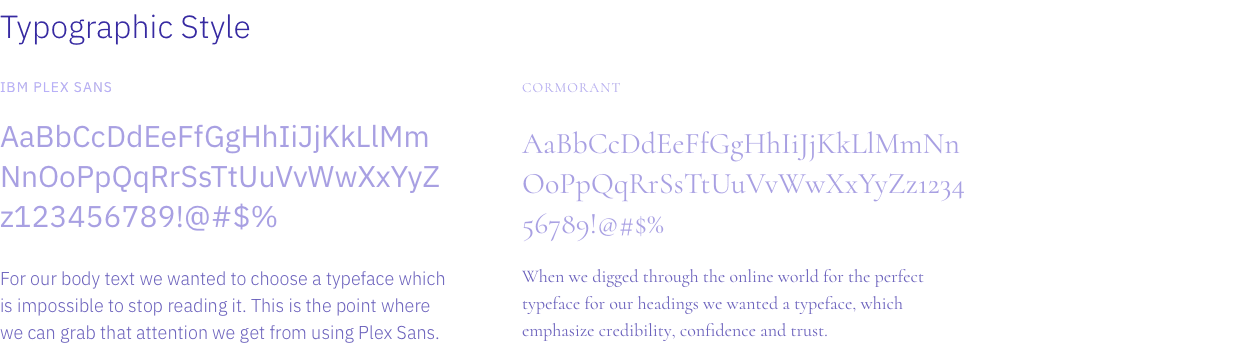 Typographic Style
IBM PLEX SANS
AaBbCcDdEeFfGgHhIiJjKkLlMm
NnOoPpQqRrSsTtUuVvWwXxYyZ
z123456789!@#$%
For our body text we wanted to choose a typeface which
is impossible to stop reading it. This is the point where
we can grab that attention we get from using Plex Sans.
CORMORANT
AaBbCcDdEeFfGgHhIiJjKkLlMmNn
OoPpQqRrSsTtUuVvWwXxYyZz1234
56789!@#$%
When we digged through the online world for the perfect
typeface for our headings we wanted a typeface, which
emphasize credibility, confidence and trust.